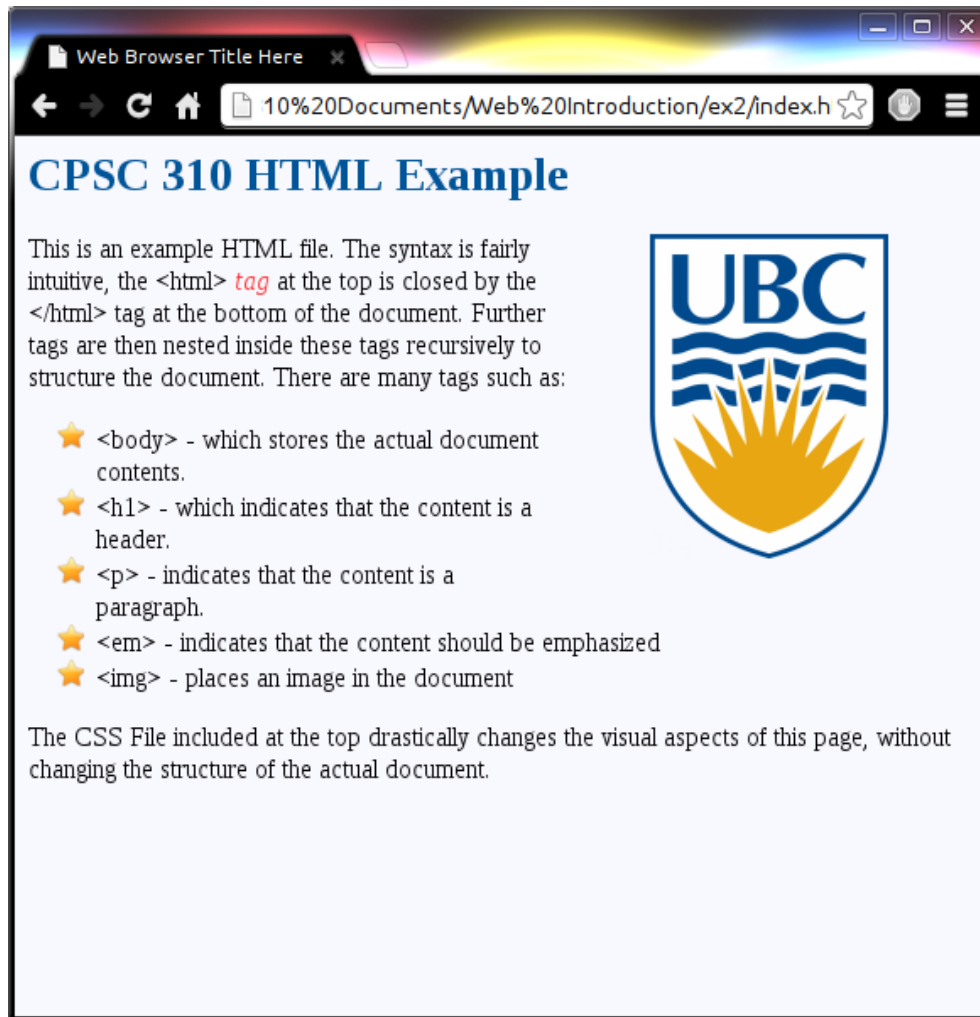 Web Browser Title Here
10%20Documents/Web%20Introduction/ex2/index.h
CPSC 310 HTML Example
This is an example HTML file. The syntax is fairly
intuitive, the <html> tag at the top is closed by the
</html> tag at the bottom of the document. Further
tags are then nested inside these tags recursively to
structure the document. There are many tags such as:
UBC
<body> - which stores the actual document
contents.
<h1> - which indicates that the content is a
header.
<p> - indicates that the content is a
paragraph.
<em> - indicates that the content should be emphasized
<img> - places an image in the document
The CSS File included at the top drastically changes the visual aspects of this page, without
changing the structure of the actual document.